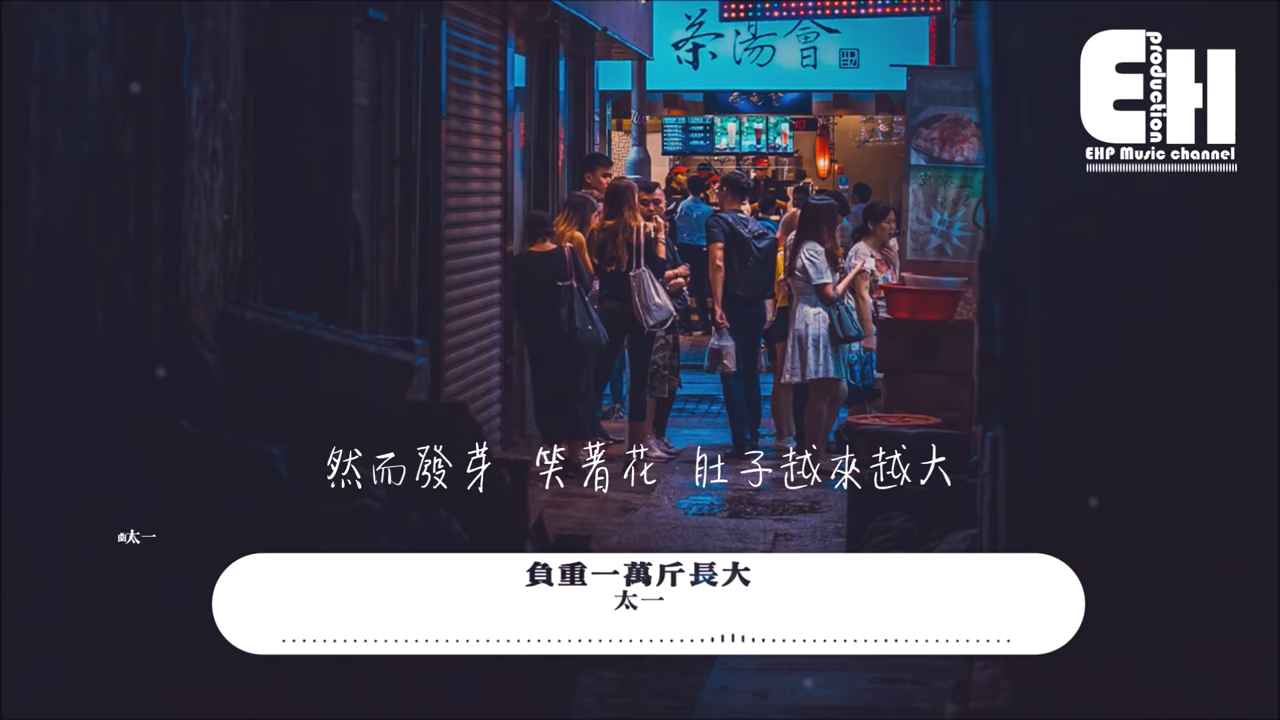 茶湯會
production
EH
EHP Music channel
然而發芽 笑著花 肚子越來越大
曲太一
負重一萬斤長大
太一